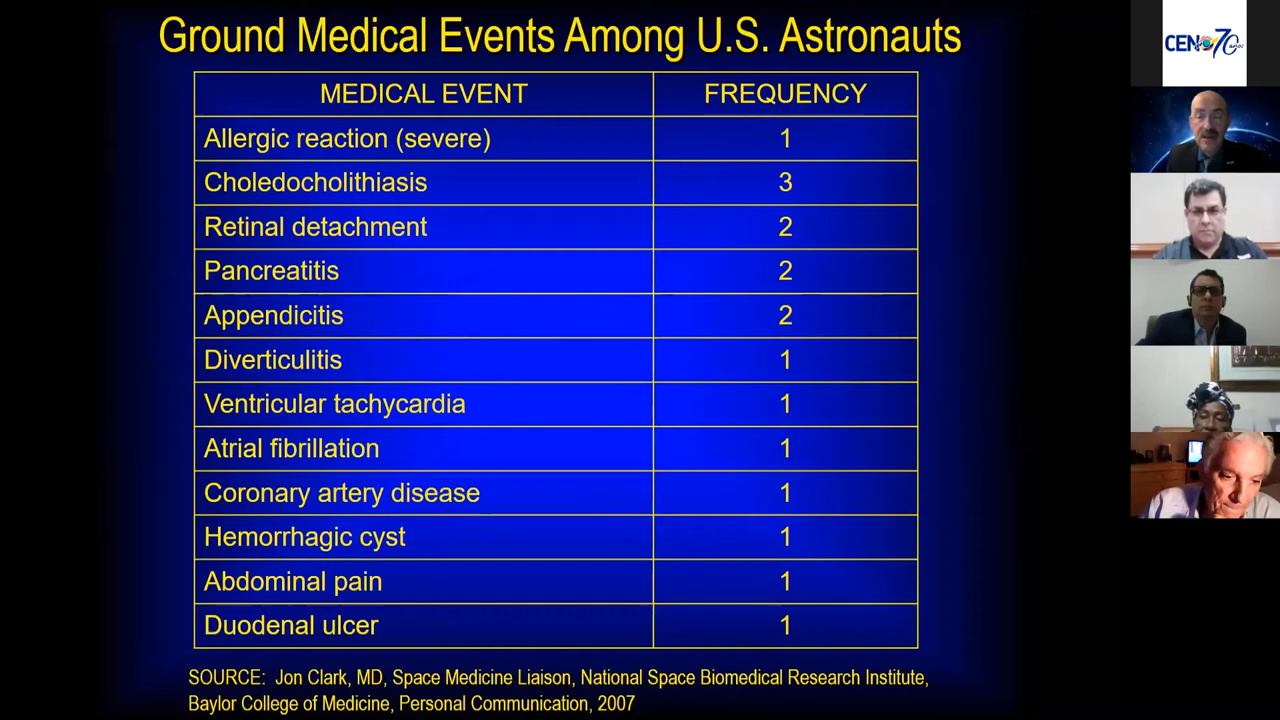 Ground Medical Events Among U.S. Astronauts
MEDICAL EVENT FREQUENCY
Allergic reaction (severe) 1
Choledocholithiasis 3
Retinal detachment 2
Pancreatitis 2
Appendicitis 2
Diverticulitis 1
Ventricular tachycardia 1
Atrial fibrillation 1
Coronary artery disease 1
Hemorrhagic cyst 1
Abdominal pain 1
Duodenal ulcer 1
SOURCE: Jon Clark, MD, Space Medicine Liaison, National Space Biomedical Research Institute,
Baylor College of Medicine, Personal Communication, 2007
70